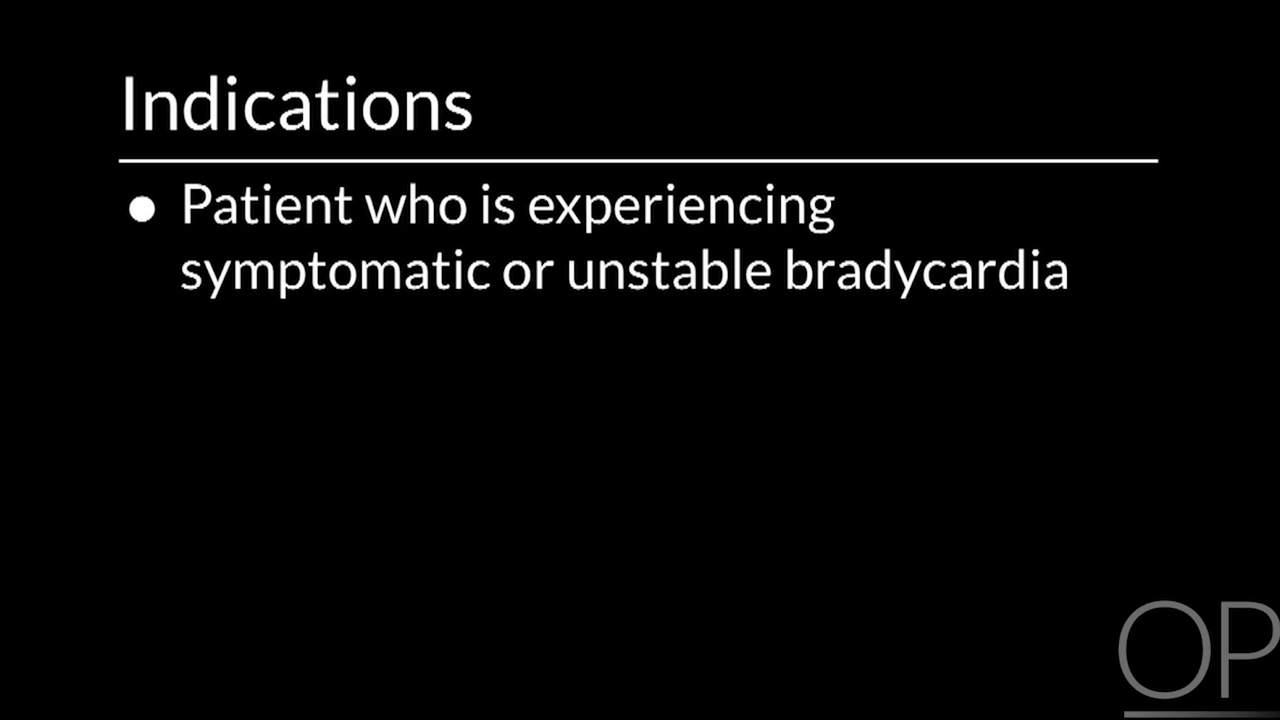 Indications
● Patient who is experiencing
symptomatic or unstable bradycardia
OP